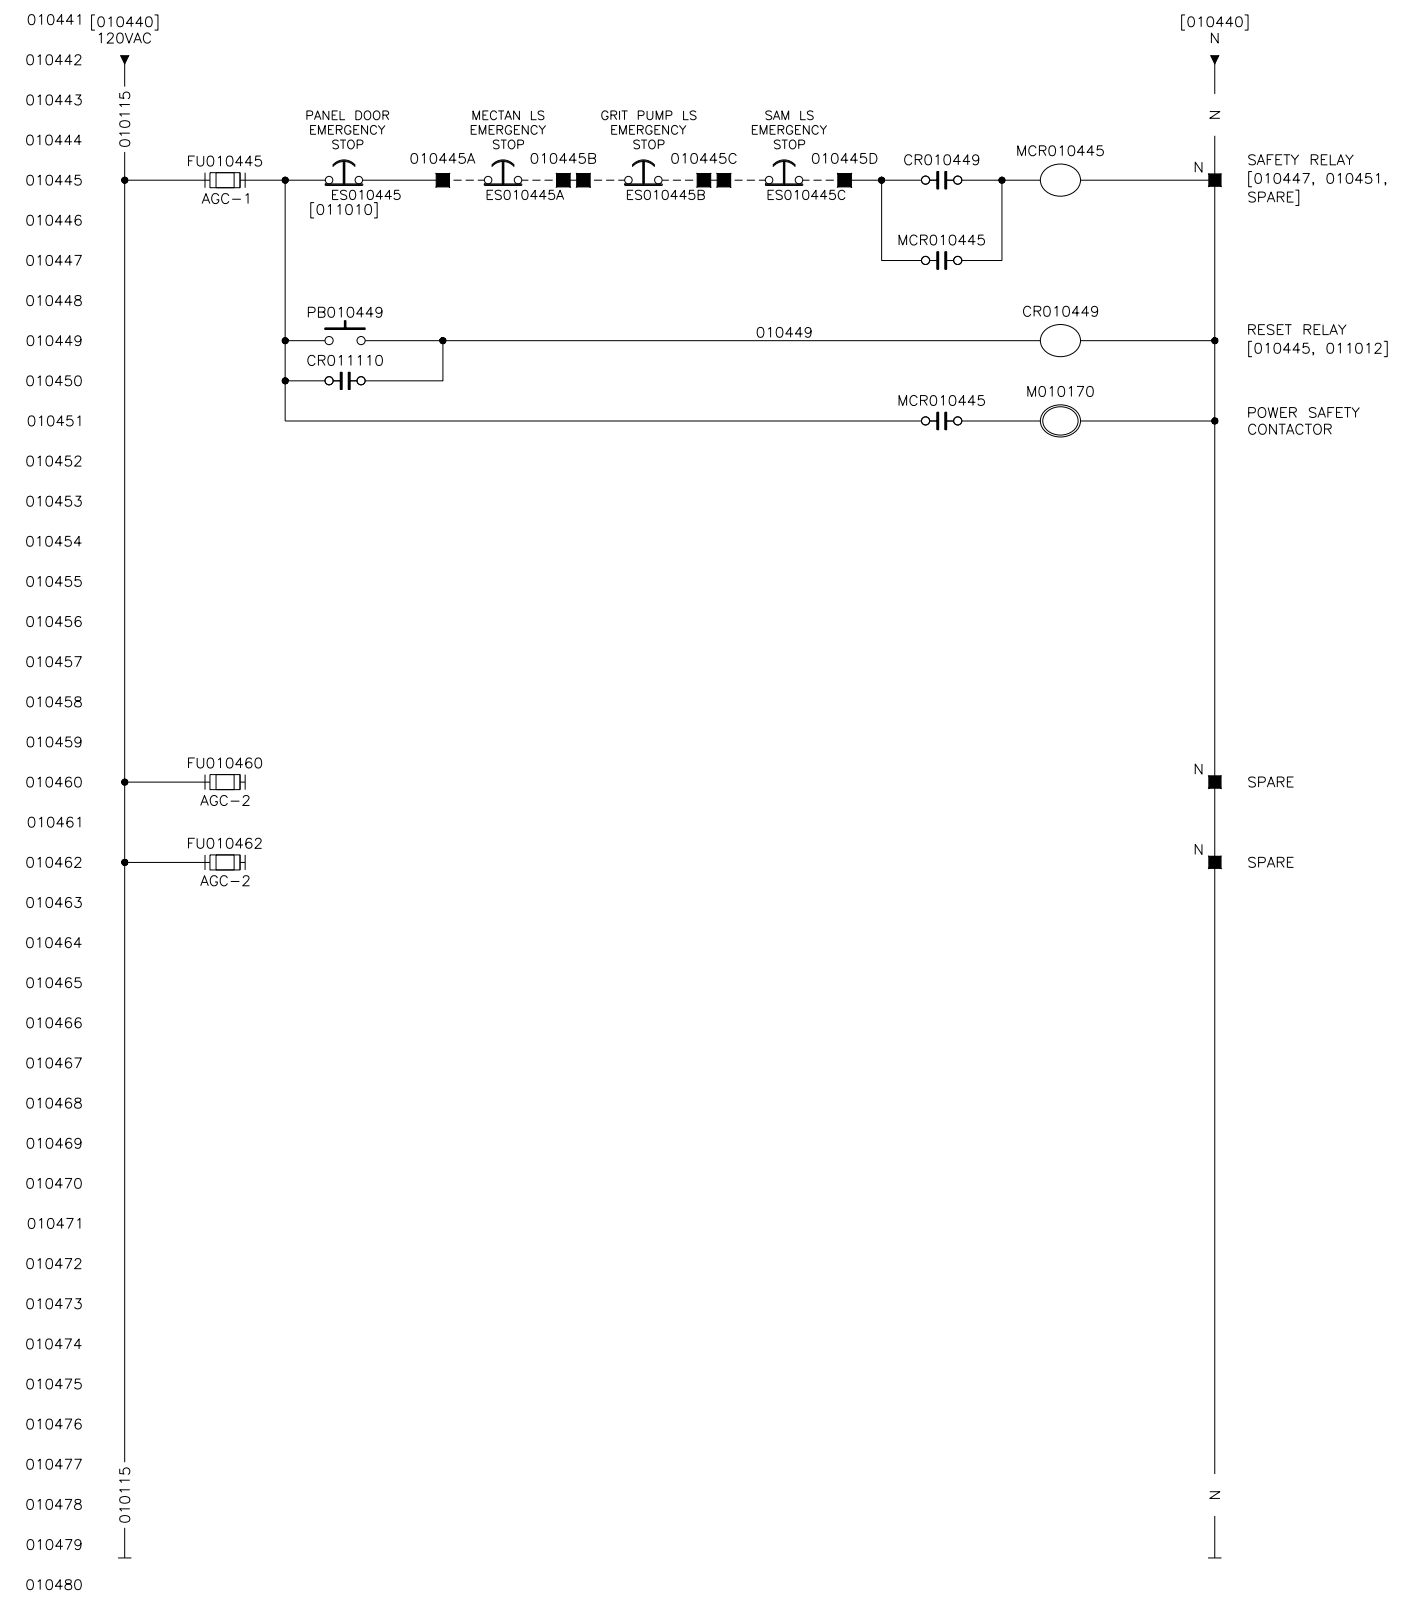 010441 [010440] [010440]
120VAC N
010442
010443
010115 N
PANEL DOOR EMERGENCY STOP
MECTAN LS EMERGENCY STOP
GRIT PUMP LS EMERGENCY STOP
SAM LS EMERGENCY STOP
010444
FU010445 010445A 010445B 010445C 010445D CR010449 MCR010445 N
010445
AGC-1 ES010445 ES010445A ES010445B ES010445C
[011010]
SAFETY RELAY
[010447, 010451,
SPARE]
010446
MCR010445
010447
010448
PB010449 CR010449
010449 010449
RESET RELAY
[010445, 011012]
CR011110
010450
MCR010445 M010170
010451
POWER SAFETY
CONTACTOR
010452
010453
010454
010455
010456
010457
010458
010459
FU010460 N
010460 SPARE
AGC-2
010461
FU010462 N
010462 SPARE
AGC-2
010463
010464
010465
010466
010467
010468
010469
010470
010471
010472
010473
010474
010475
010476
010477
010115 N
010478
010479
010480